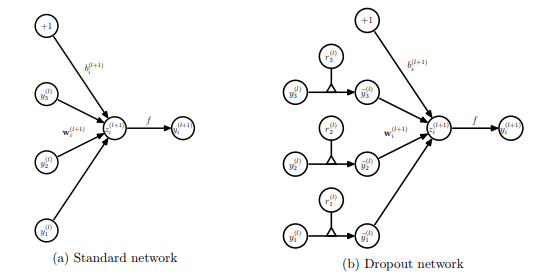 +1
b_i^{(l+1)}
y_3^{(l)}
w_i^{(l+1)}
z_i^{(l+1)}
f
y_i^{(l+1)}
y_2^{(l)}
y_1^{(l)}
(a) Standard network
+1
b_i^{(l+1)}
r_3^{(l)}
y_3^{(l)}
ỹ_3^{(l)}
r_2^{(l)}
w_i^{(l+1)}
z_i^{(l+1)}
f
y_i^{(l+1)}
y_2^{(l)}
ỹ_2^{(l)}
r_1^{(l)}
y_1^{(l)}
ỹ_1^{(l)}
(b) Dropout network